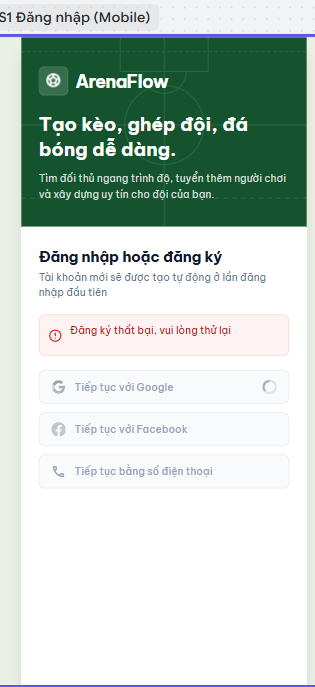 S1 Đăng nhập (Mobile)
ArenaFlow
Tạo kèo, ghép đội, đá
bóng dễ dàng.
Tìm đối thủ ngang trình độ, tuyển thêm người chơi
và xây dựng uy tín cho đội của bạn.
Đăng nhập hoặc đăng ký
Tài khoản mới sẽ được tạo tự động ở lần đăng
nhập đầu tiên
Đăng ký thất bại, vui lòng thử lại
Tiếp tục với Google
Tiếp tục với Facebook
Tiếp tục bằng số điện thoại